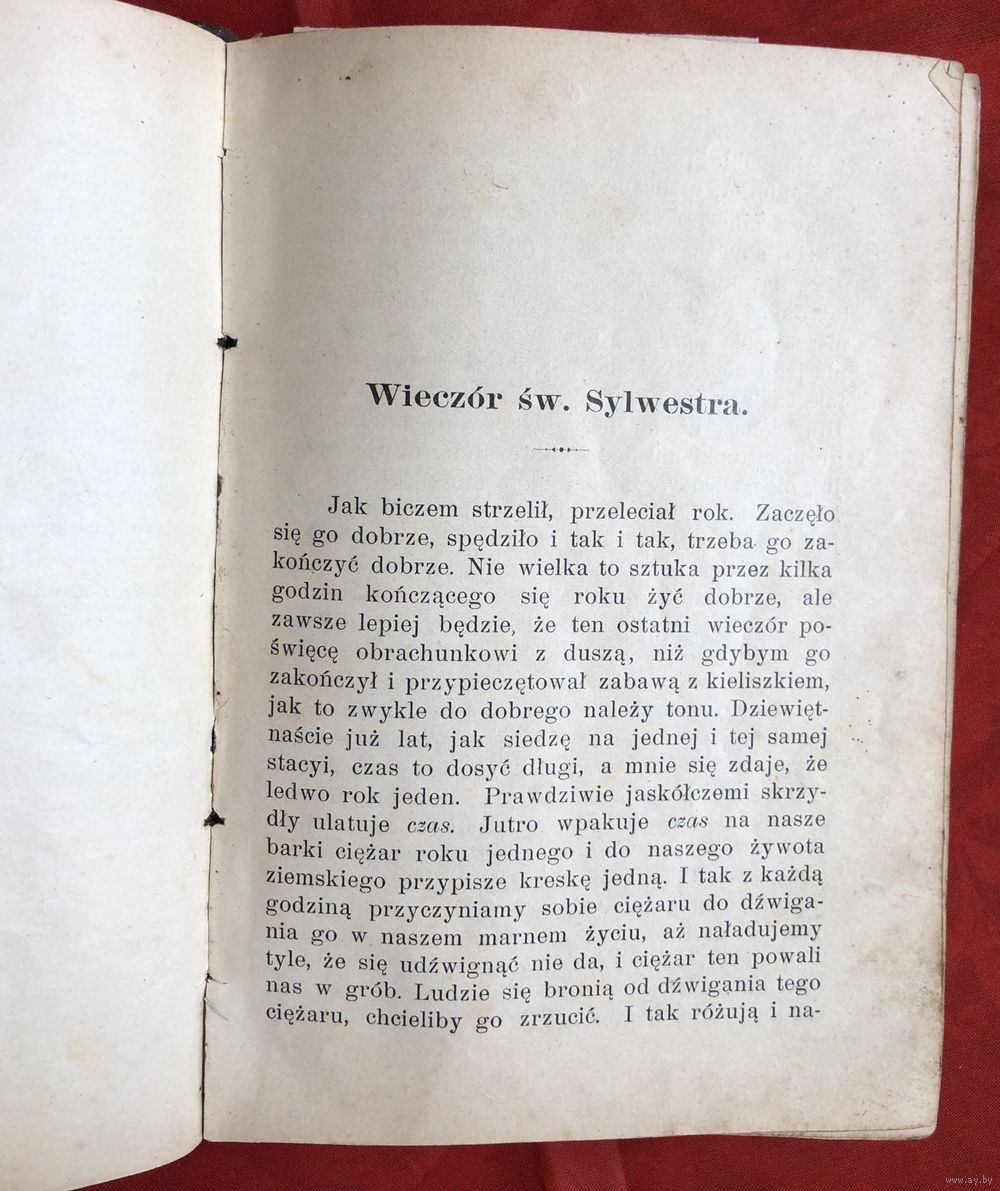 Wieczór św. Sylwestra.
Jak biczem strzelił, przeleciał rok. Zaczęło
się go dobrze, spędziło i tak i tak, trzeba go za-
kończyć dobrze. Nie wielka to sztuka przez kilka
godzin kończącego się roku żyć dobrze, ale
zawsze lepiej będzie, że ten ostatni wieczór po-
święcę obrachunkowi z duszą, niż gdybym go
zakończył i przypieczętował zabawą z kieliszkiem,
jak to zwykle do dobrego należy tonu. Dziewięt-
naście już lat, jak siedzę na jednej i tej samej
stacyi, czas to dosyć długi, a mnie się zdaje, że
ledwo rok jeden. Prawdziwie jaskółczemi skrzy-
dły ulatuje czas. Jutro wpakuje czas na nasze
barki ciężar roku jednego i do naszego żywota
ziemskiego przypisze kreskę jedną. I tak z każdą
godziną przyczyniamy sobie ciężaru do dźwiga-
nia go w naszem marnem życiu, aż naładujemy
tyle, że się udźwignąć nie da, i ciężar ten powali
nas w grób. Ludzie się bronią od dźwigania tego
ciężaru, chcieliby go zrzucić. I tak różują i na-
www.ay.by